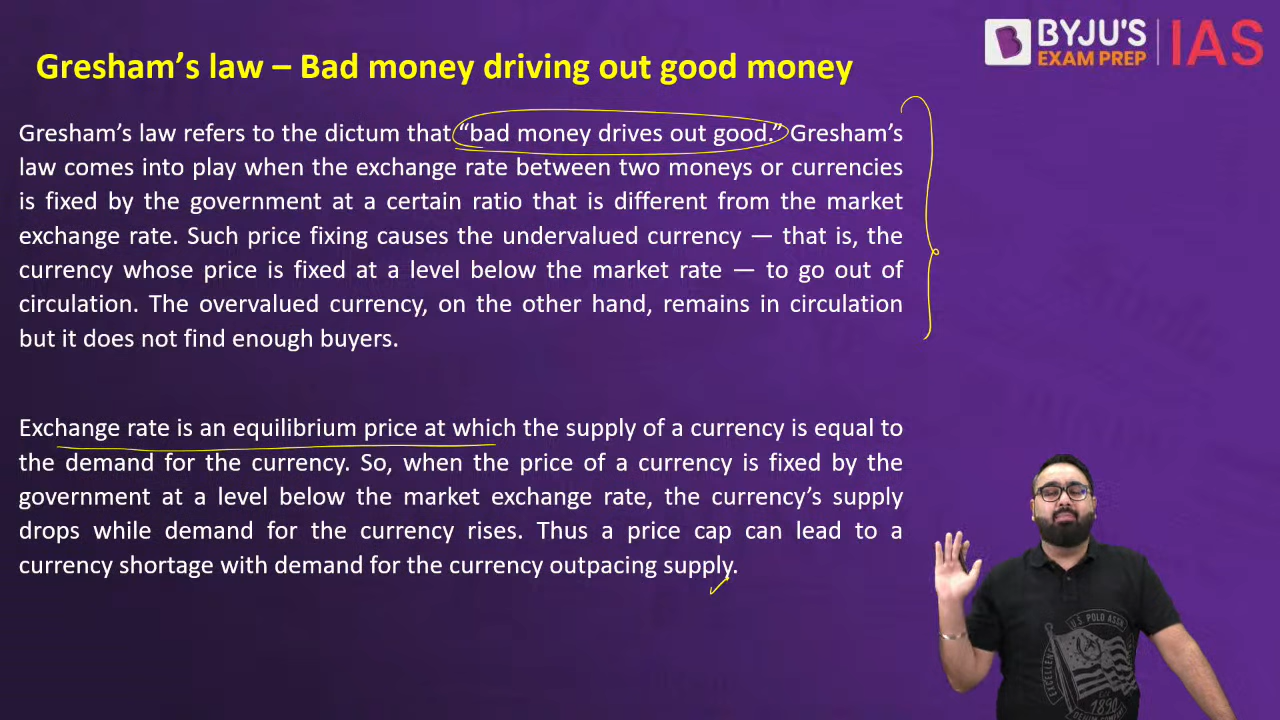 BYJU'S
EXAM PREP
IAS
Gresham's law – Bad money driving out good money
Gresham's law refers to the dictum that "bad money drives out good." Gresham's
law comes into play when the exchange rate between two moneys or currencies
is fixed by the government at a certain ratio that is different from the market
exchange rate. Such price fixing causes the undervalued currency — that is, the
currency whose price is fixed at a level below the market rate — to go out of
circulation. The overvalued currency, on the other hand, remains in circulation
but it does not find enough buyers.
Exchange rate is an equilibrium price at which the supply of a currency is equal to
the demand for the currency. So, when the price of a currency is fixed by the
government at a level below the market exchange rate, the currency's supply
drops while demand for the currency rises. Thus a price cap can lead to a
currency shortage with demand for the currency outpacing supply.
U.S. POLO ASSN.
1890